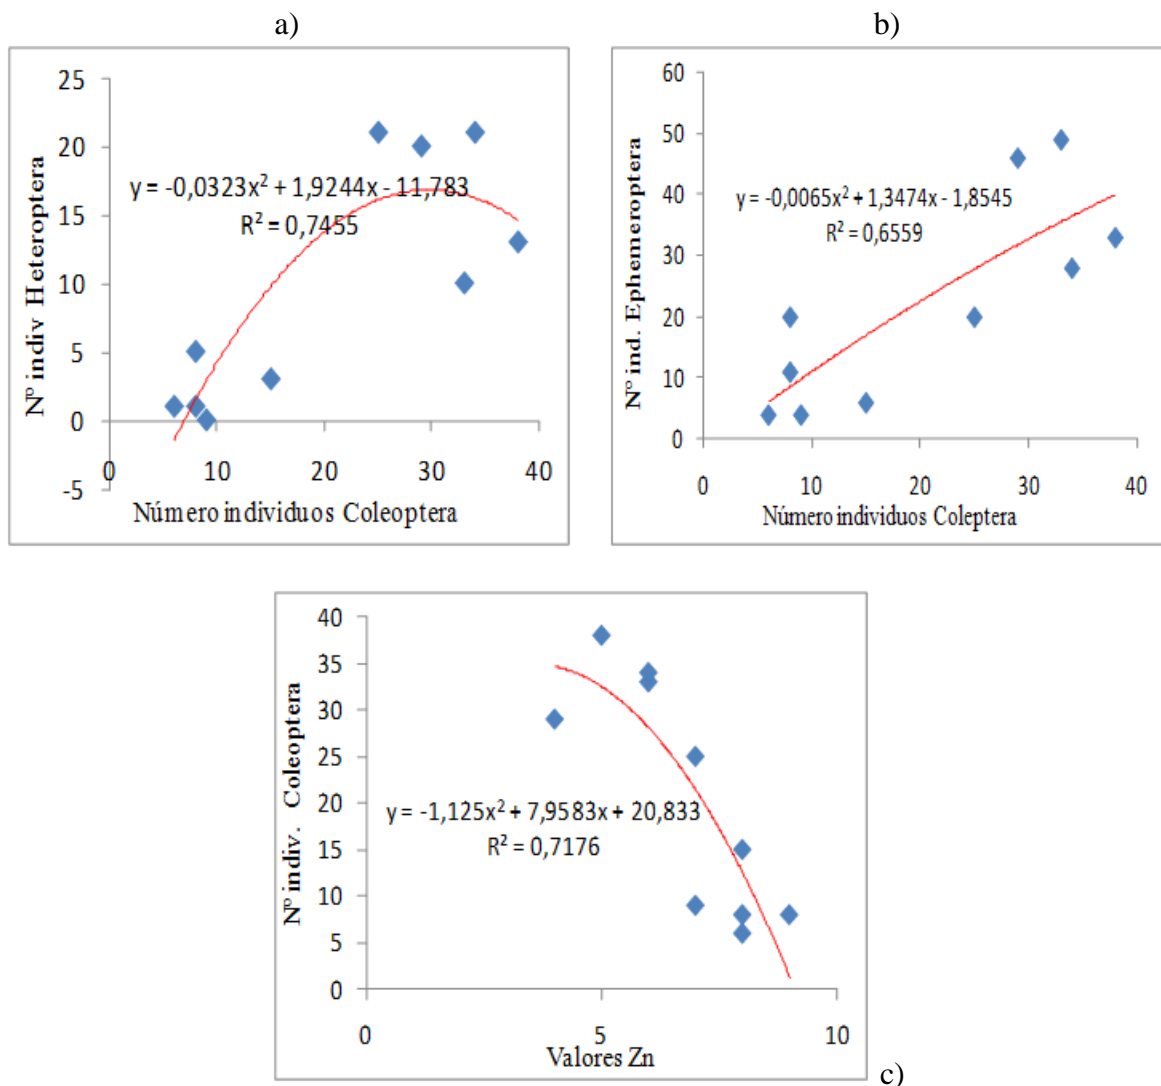 a)
b)
25
20
15
10
5
0
-5
0
10
20
30
40
Nº indiv Heteroptera
y = -0,0323x² + 1,9244x - 11,783
R² = 0,7455
Número individuos Coleoptera
60
50
40
30
20
10
0
0
10
20
30
40
Nº ind. Ephemeroptera
y = -0,0065x² + 1,3474x - 1,8545
R² = 0,6559
Número individuos Coleptera
40
35
30
25
20
15
10
5
0
0
5
10
Nº indiv. Coleoptera
y = -1,125x² + 7,9583x + 20,833
R² = 0,7176
Valores Zn
c)